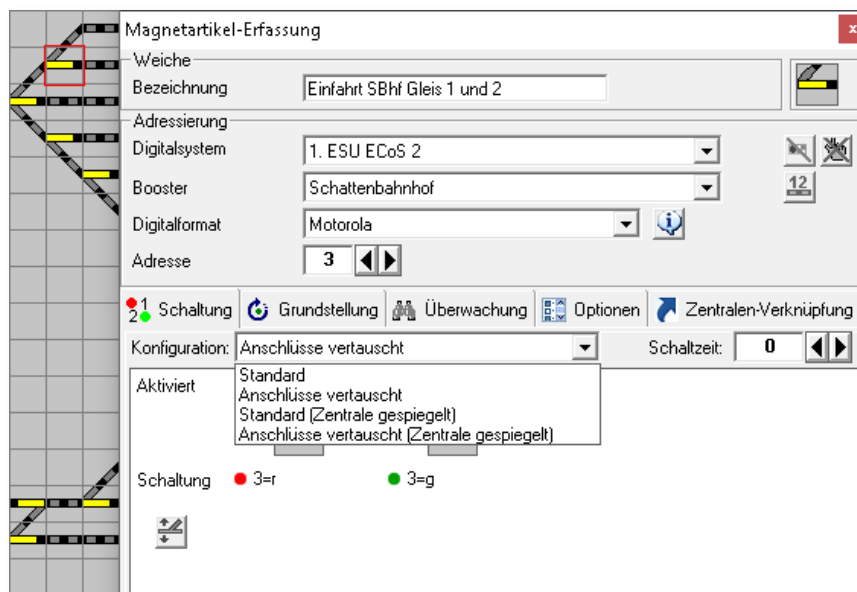 Magnetartikel-Erfassung
x
Weiche
Bezeichnung Einfahrt SBhf Gleis 1 und 2
Adressierung
Digitalsystem 1. ESU ECoS 2
Booster Schattenbahnhof 12
Digitalformat Motorola
Adresse 3
1 2 Schaltung Grundstellung Überwachung Optionen Zentralen-Verknüpfung
Konfiguration: Anschlüsse vertauscht Schaltzeit: 0
Standard
Aktiviert
Anschlüsse vertauscht
Standard (Zentrale gespiegelt)
Anschlüsse vertauscht (Zentrale gespiegelt)
Schaltung 3=r 3=g